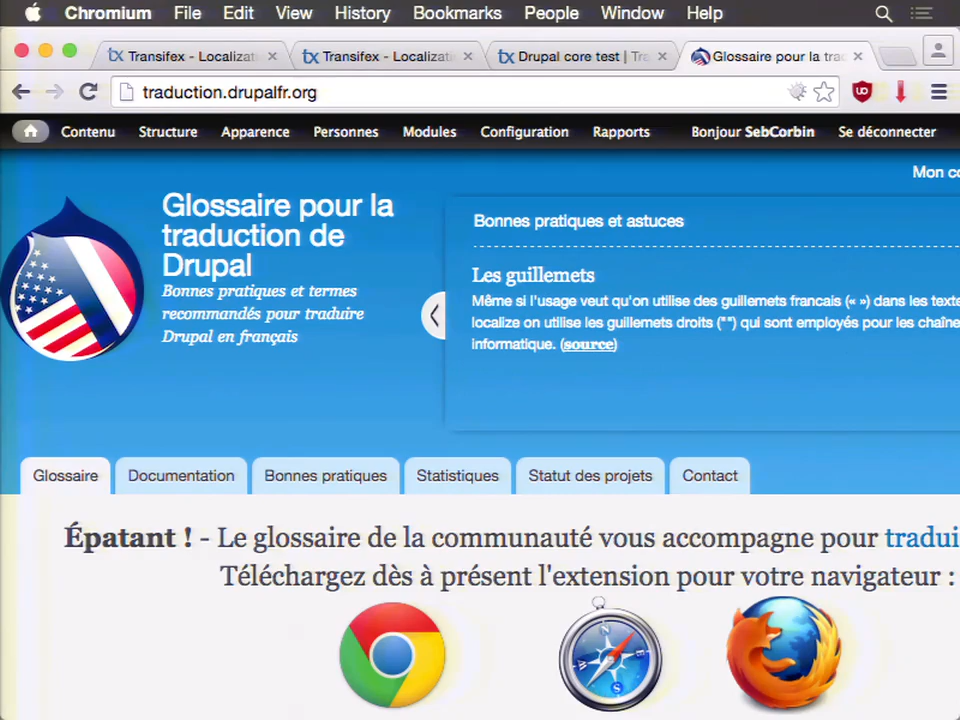 Chromium File Edit View History Bookmarks People Window Help
Transifex - Localizati
Transifex - Localizati
Drupal core test | Tra
Glossaire pour la trad
traduction.drupalfr.org
Contenu Structure Apparence Personnes Modules Configuration Rapports Bonjour SebCorbin Se déconnecter
Mon co
Glossaire pour la
traduction de
Drupal
Bonnes pratiques et termes
recommandés pour traduire
Drupal en français
Bonnes pratiques et astuces
Les guillemets
Même si l'usage veut qu'on utilise des guillemets francais (« ») dans les texte
localize on utilise les guillemets droits ("") qui sont employés pour les chaîne
informatique. (source)
Glossaire Documentation Bonnes pratiques Statistiques Statut des projets Contact
Épatant ! - Le glossaire de la communauté vous accompagne pour tradui
Téléchargez dès à présent l'extension pour votre navigateur :